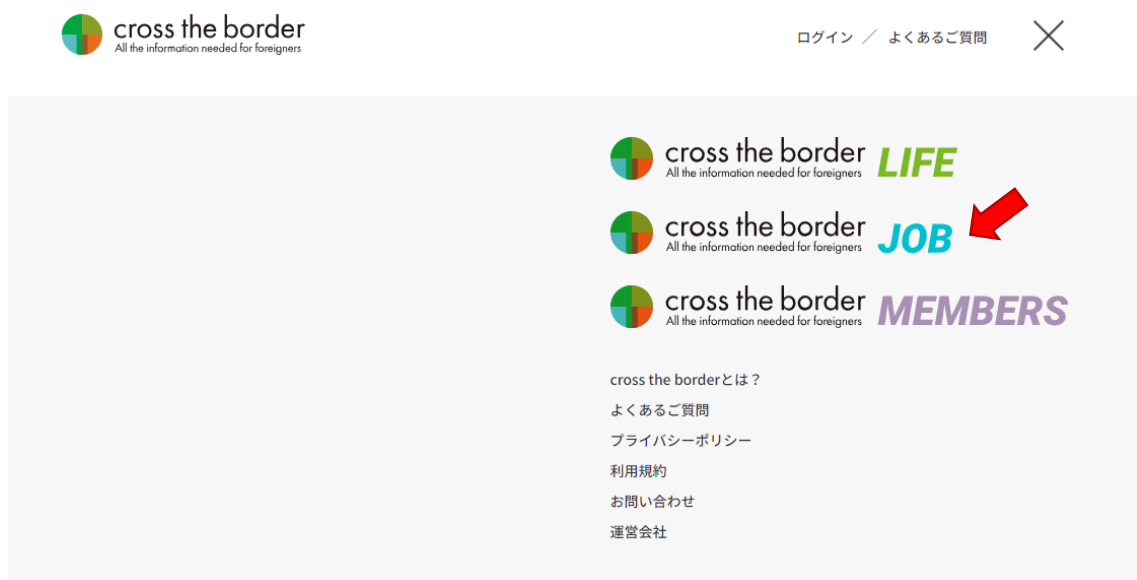 cross the border
All the information needed for foreigners
ログイン ／ よくあるご質問
cross the border LIFE
All the information needed for foreigners
cross the border JOB
All the information needed for foreigners
cross the border MEMBERS
All the information needed for foreigners
cross the borderとは？
よくあるご質問
プライバシーポリシー
利用規約
お問い合わせ
運営会社